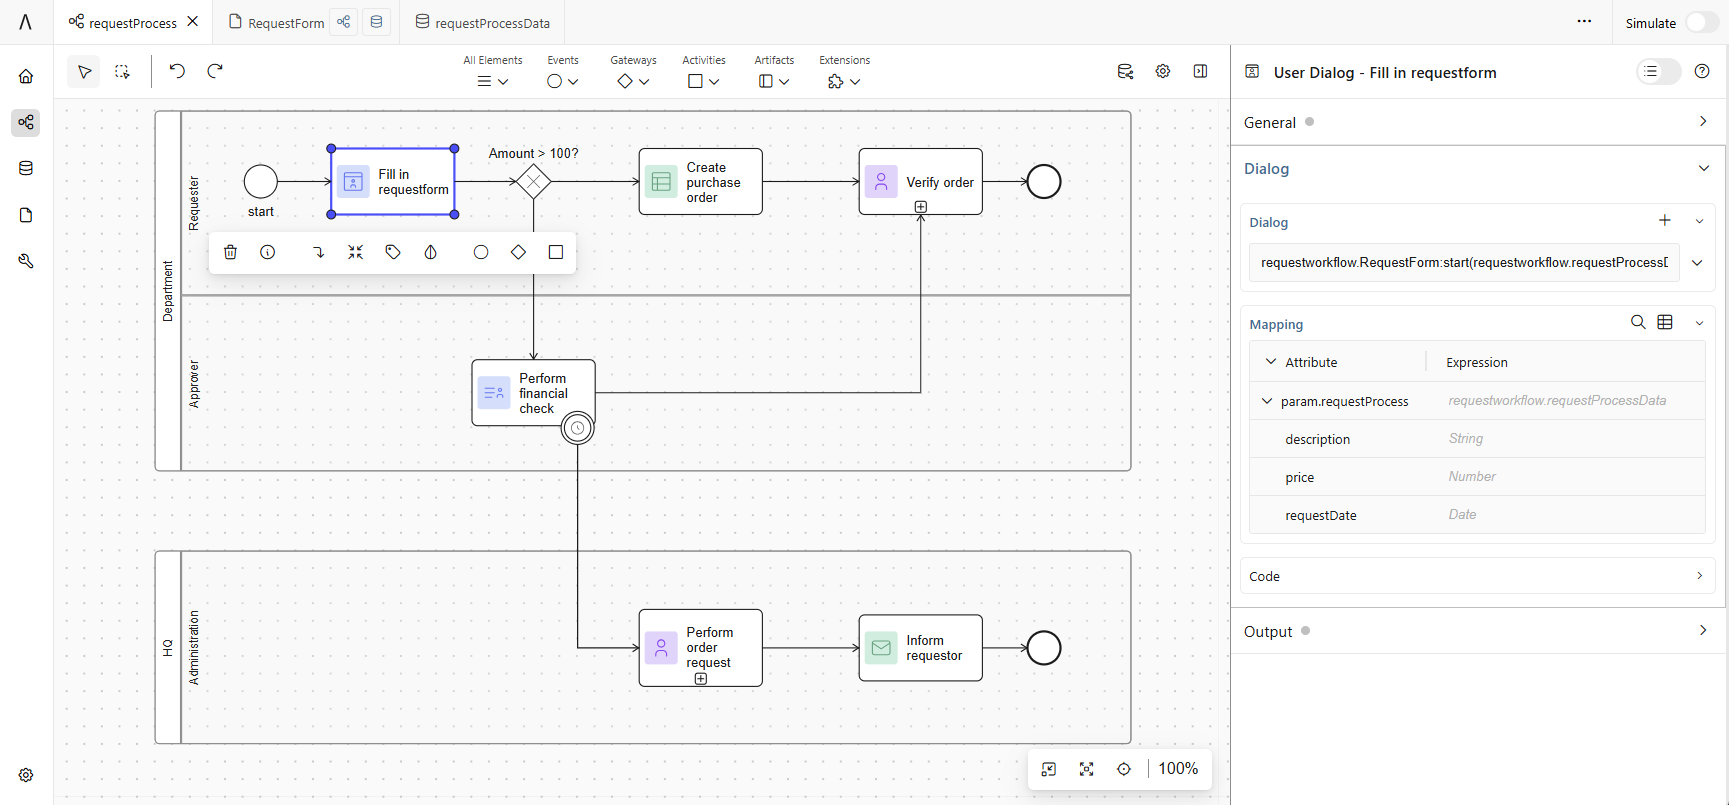 requestProcess
RequestForm
requestProcessData
Simulate
All Elements
Events
Gateways
Activities
Artifacts
Extensions
User Dialog - Fill in requestform
General
Dialog
Dialog
requestworkflow.RequestForm:start(requestworkflow.requestProcessD
Mapping
Attribute
Expression
param.requestProcess
requestworkflow.requestProcessData
description
String
price
Number
requestDate
Date
Code
Output
Department
Requester
start
Fill in
requestform
Amount > 100?
Create
purchase
order
Verify order
Approver
Perform
financial
check
HQ
Administration
Perform
order
request
Inform
requestor
100%